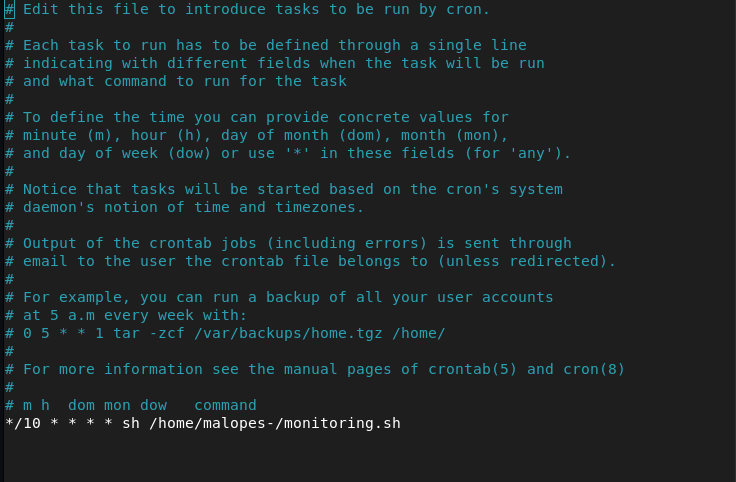 # Edit this file to introduce tasks to be run by cron.
#
# Each task to run has to be defined through a single line
# indicating with different fields when the task will be run
# and what command to run for the task
#
# To define the time you can provide concrete values for
# minute (m), hour (h), day of month (dom), month (mon),
# and day of week (dow) or use '*' in these fields (for 'any').
#
# Notice that tasks will be started based on the cron's system
# daemon's notion of time and timezones.
#
# Output of the crontab jobs (including errors) is sent through
# email to the user the crontab file belongs to (unless redirected).
#
# For example, you can run a backup of all your user accounts
# at 5 a.m every week with:
# 0 5 * * 1 tar -zcf /var/backups/home.tgz /home/
#
# For more information see the manual pages of crontab(5) and cron(8)
#
# m h  dom mon dow   command
*/10 * * * * sh /home/malopes-/monitoring.sh